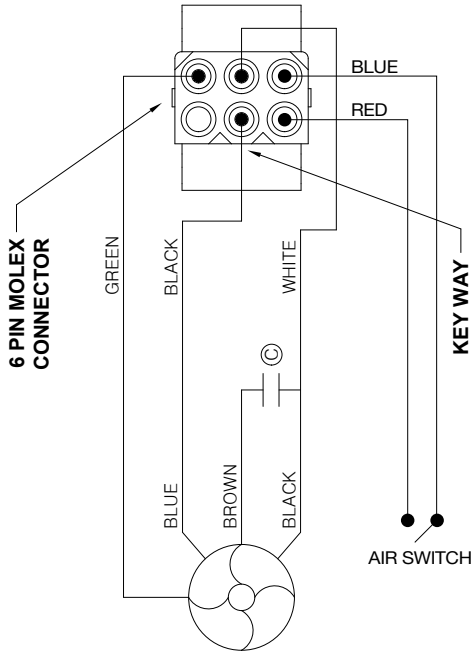 BLUE
RED
6 PIN MOLEX
CONNECTOR
GREEN
BLACK
WHITE
KEY WAY
C
BLUE
BROWN
BLACK
AIR SWITCH